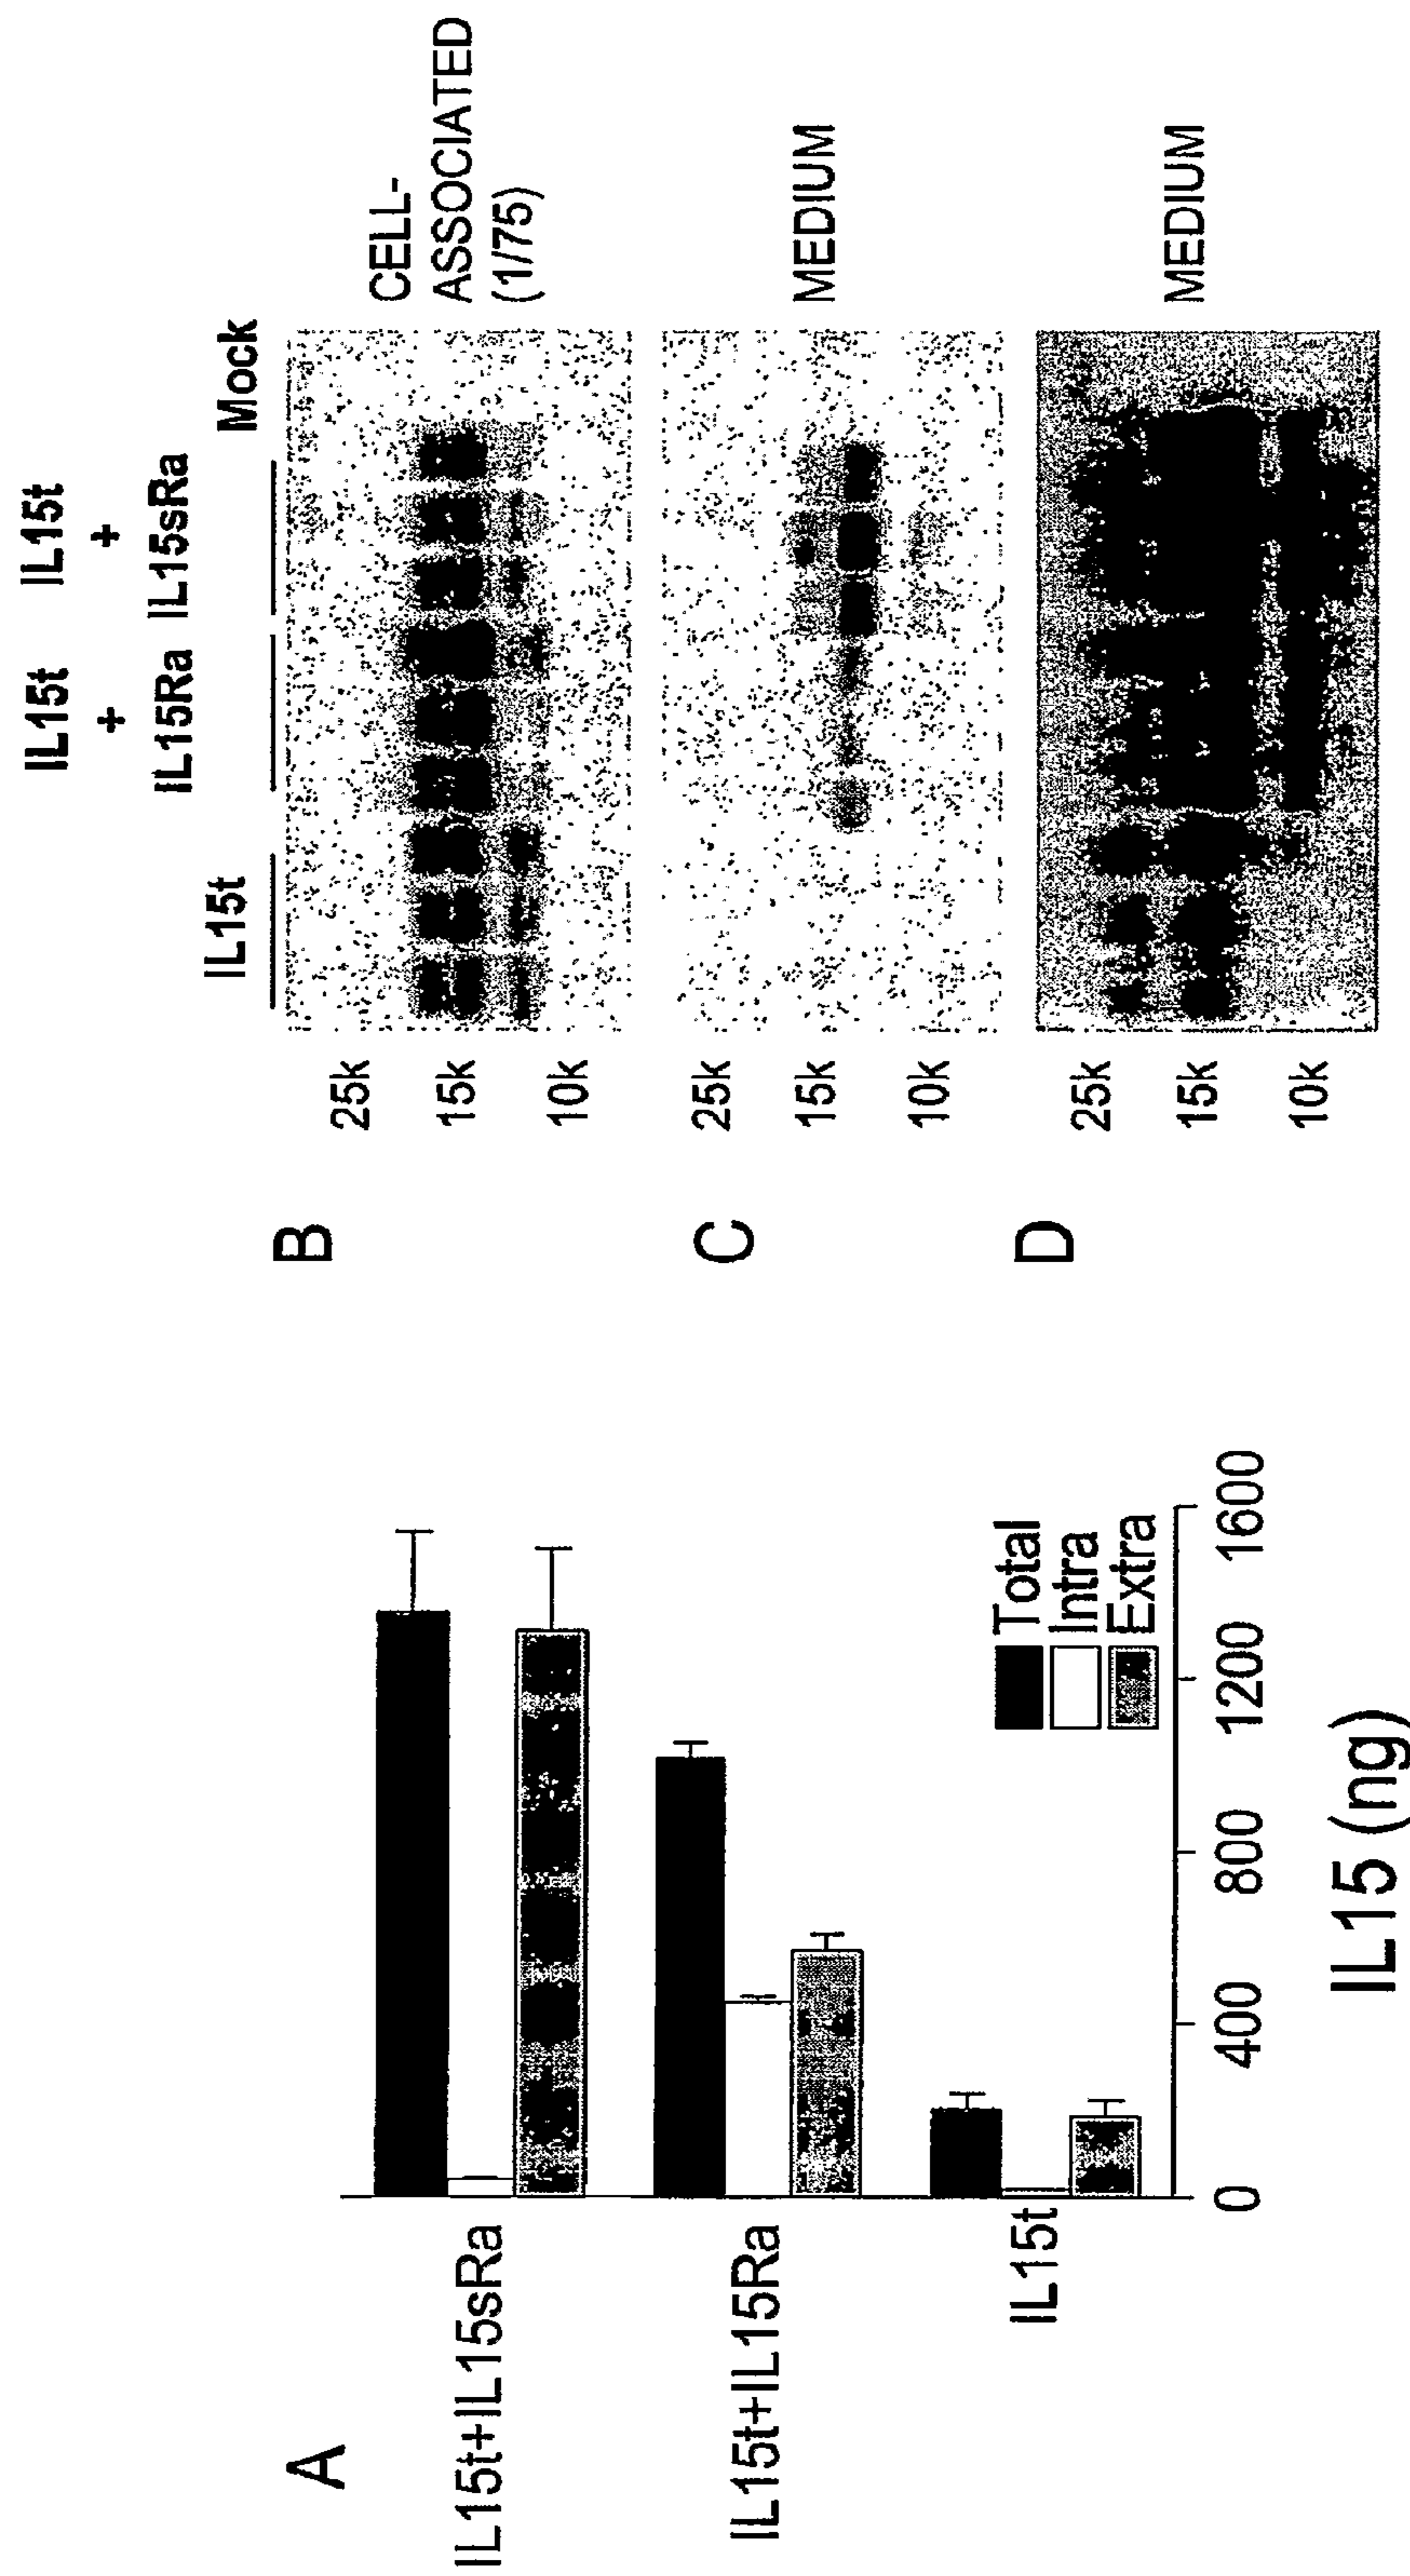 A
IL15t+IL15sRa
IL15t+IL15Ra
IL15t
Total
Intra
Extra
0 400 800 1200 1600
IL15 (ng)
IL15t IL15t
+ +
IL15t IL15Ra IL15sRa Mock
B
25k
15k
10k
CELL-
ASSOCIATED
(1/75)
C
25k
15k
10k
MEDIUM
D
25k
15k
10k
MEDIUM